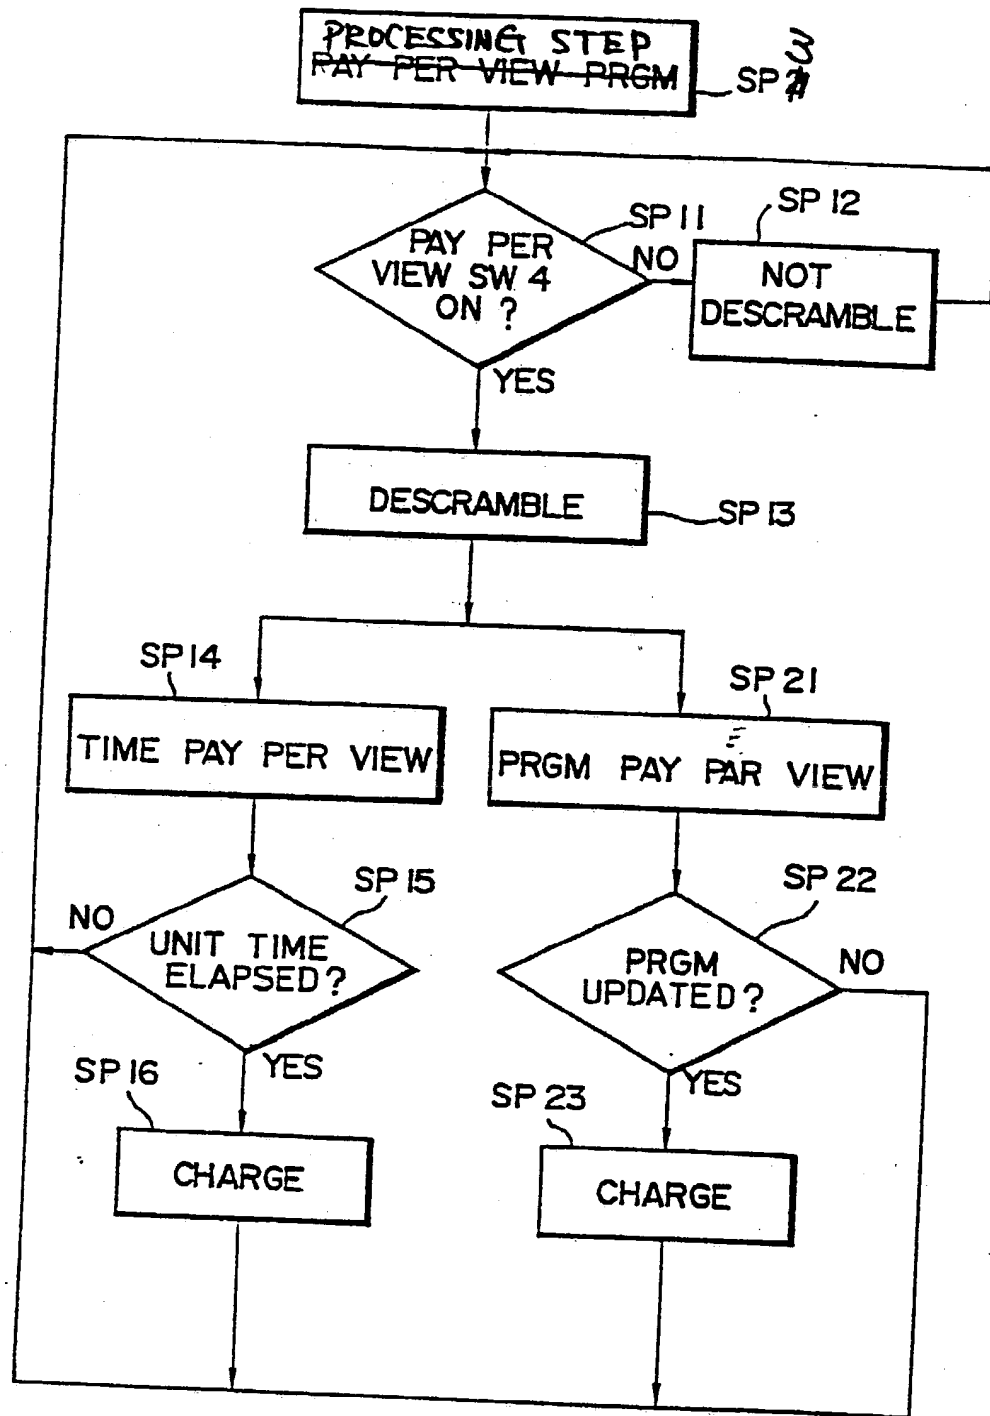 PROCESSING STEP
PAY PER VIEW PRGM
SP 3
SP 11
PAY PER
VIEW SW 4
ON ?
NO
SP 12
NOT
DESCRAMBLE
YES
DESCRAMBLE
SP 13
SP 14
TIME PAY PER VIEW
SP 21
E
PRGM PAY PAR VIEW
SP 15
NO
UNIT TIME
ELAPSED ?
YES
SP 22
PRGM
UPDATED ?
NO
YES
SP 16
CHARGE
SP 23
CHARGE